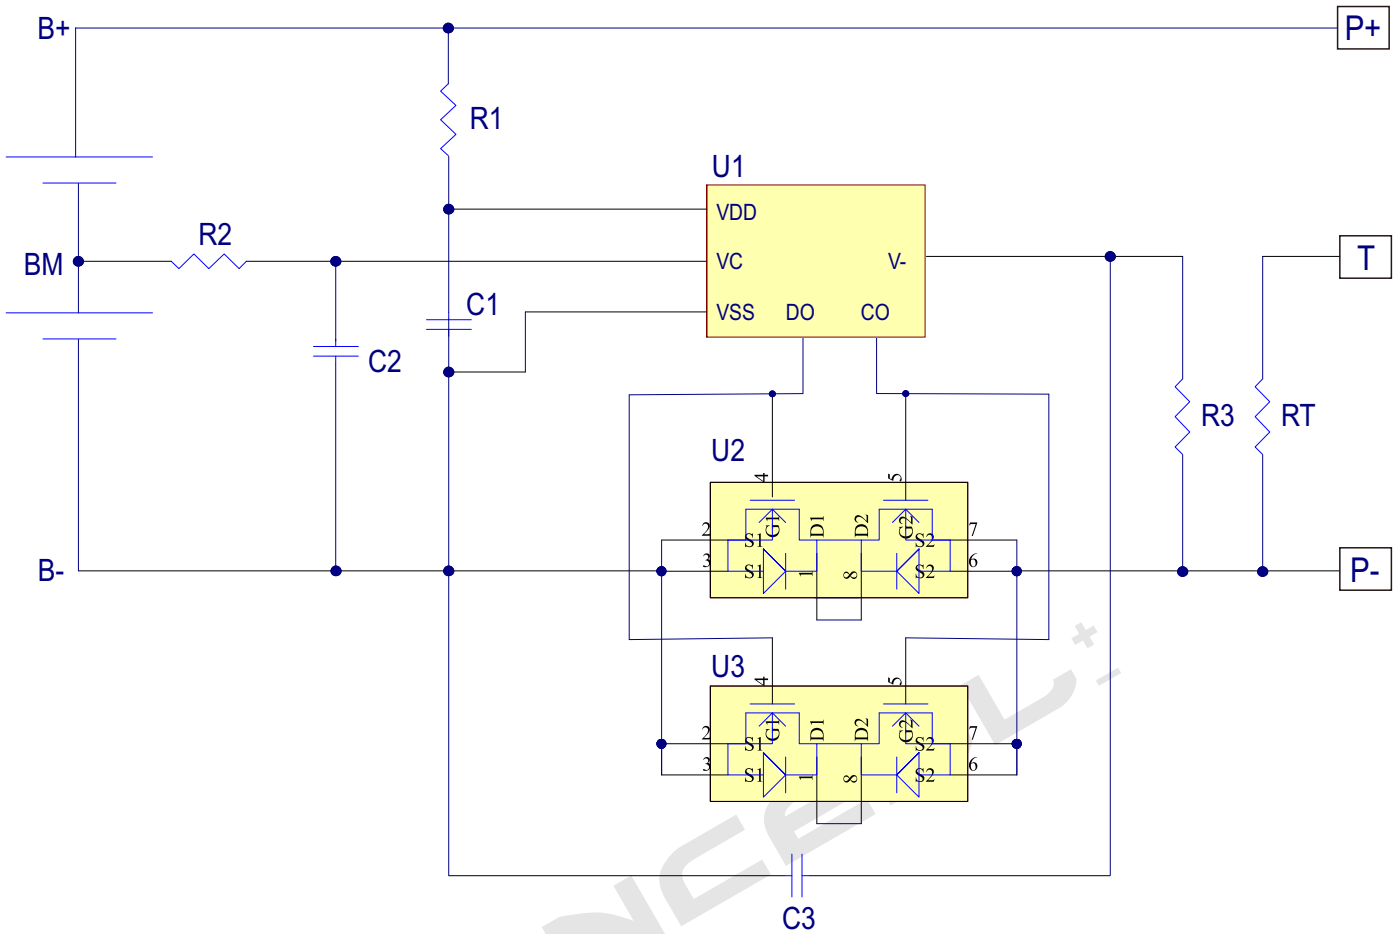 B+
P+
R1
U1
VDD
R2
BM
VC
V-
T
C1
VSS
DO
CO
C2
R3
RT
U2
4
5
G1
D1
D2
G2
2
S1
S2
7
3
S1
1
8
S2
6
B-
P-
U3
4
5
G1
D1
D2
G2
2
S1
S2
7
3
S1
1
8
S2
6
C3